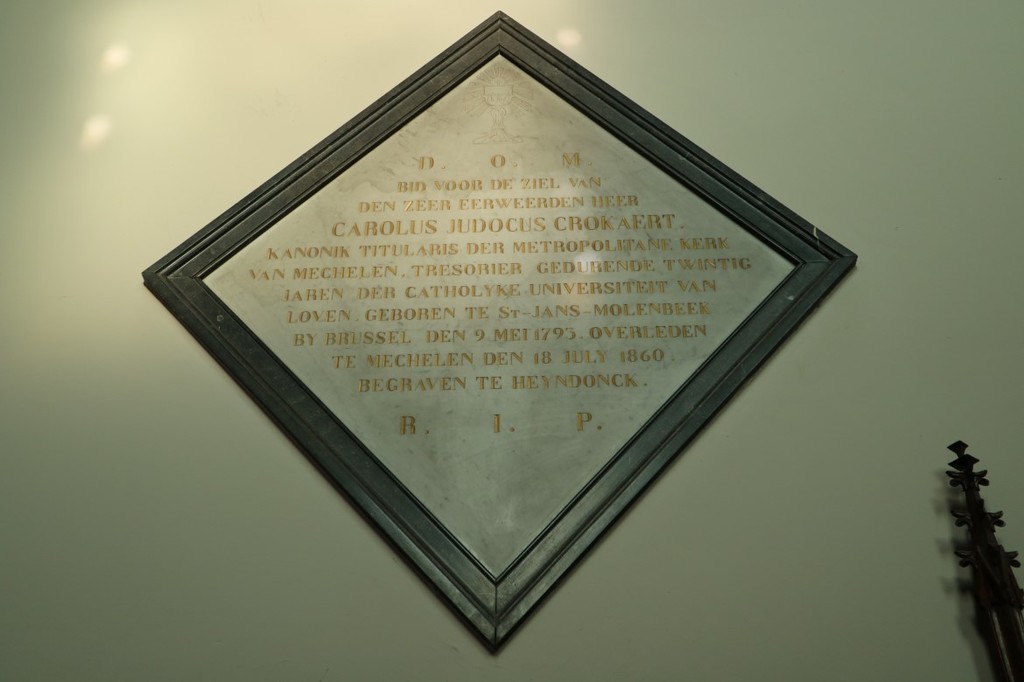 D. O. M.
BID VOOR DE ZIEL VAN
DEN ZEER EERWEERDEN HEER
CAROLUS JUDOCUS CROKAERT.
KANONIK TITULARIS DER METROPOLITANE KERK
VAN MECHELEN. TRESORIER GEDURENDE TWINTIG
JAREN DER CATHOLYKE UNIVERSITEIT VAN
LOVEN. GEBOREN TE ST-JANS-MOLENBEEK
BY BRUSSEL DEN 9 MEI 1793. OVERLEDEN
TE MECHELEN DEN 18 JULY 1860.
BEGRAVEN TE HEYNDONCK.
R. I. P.